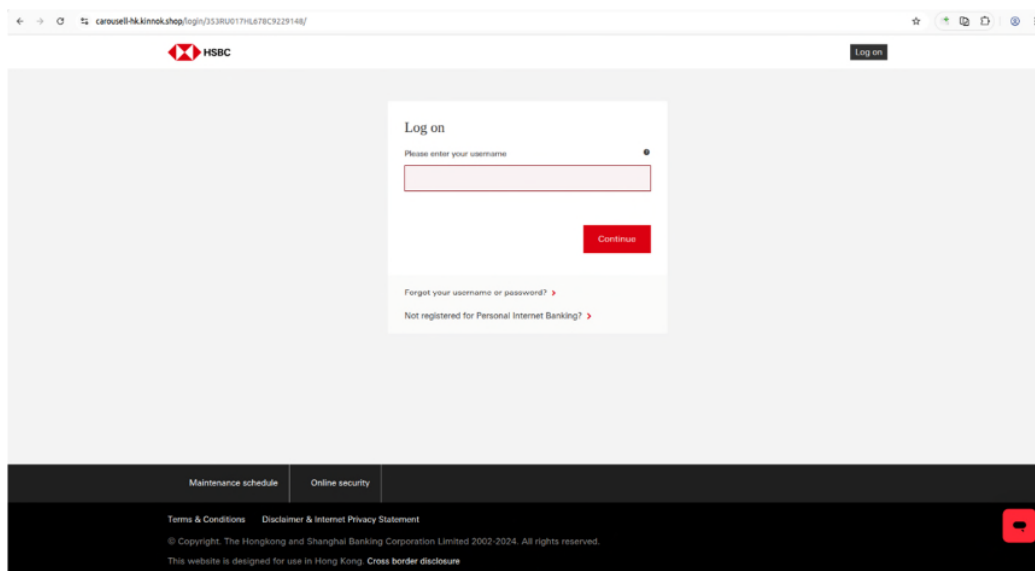 carousell-hk.kinnok.shop/login/3S3RU017HL678C9229148/
HSBC
Log on
Log on
Please enter your username
Continue
Forgot your username or password?
Not registered for Personal Internet Banking?
Maintenance schedule
Online security
Terms & Conditions Disclaimer & Internet Privacy Statement
© Copyright. The Hongkong and Shanghai Banking Corporation Limited 2002-2024. All rights reserved.
This website is designed for use in Hong Kong. Cross border disclosure